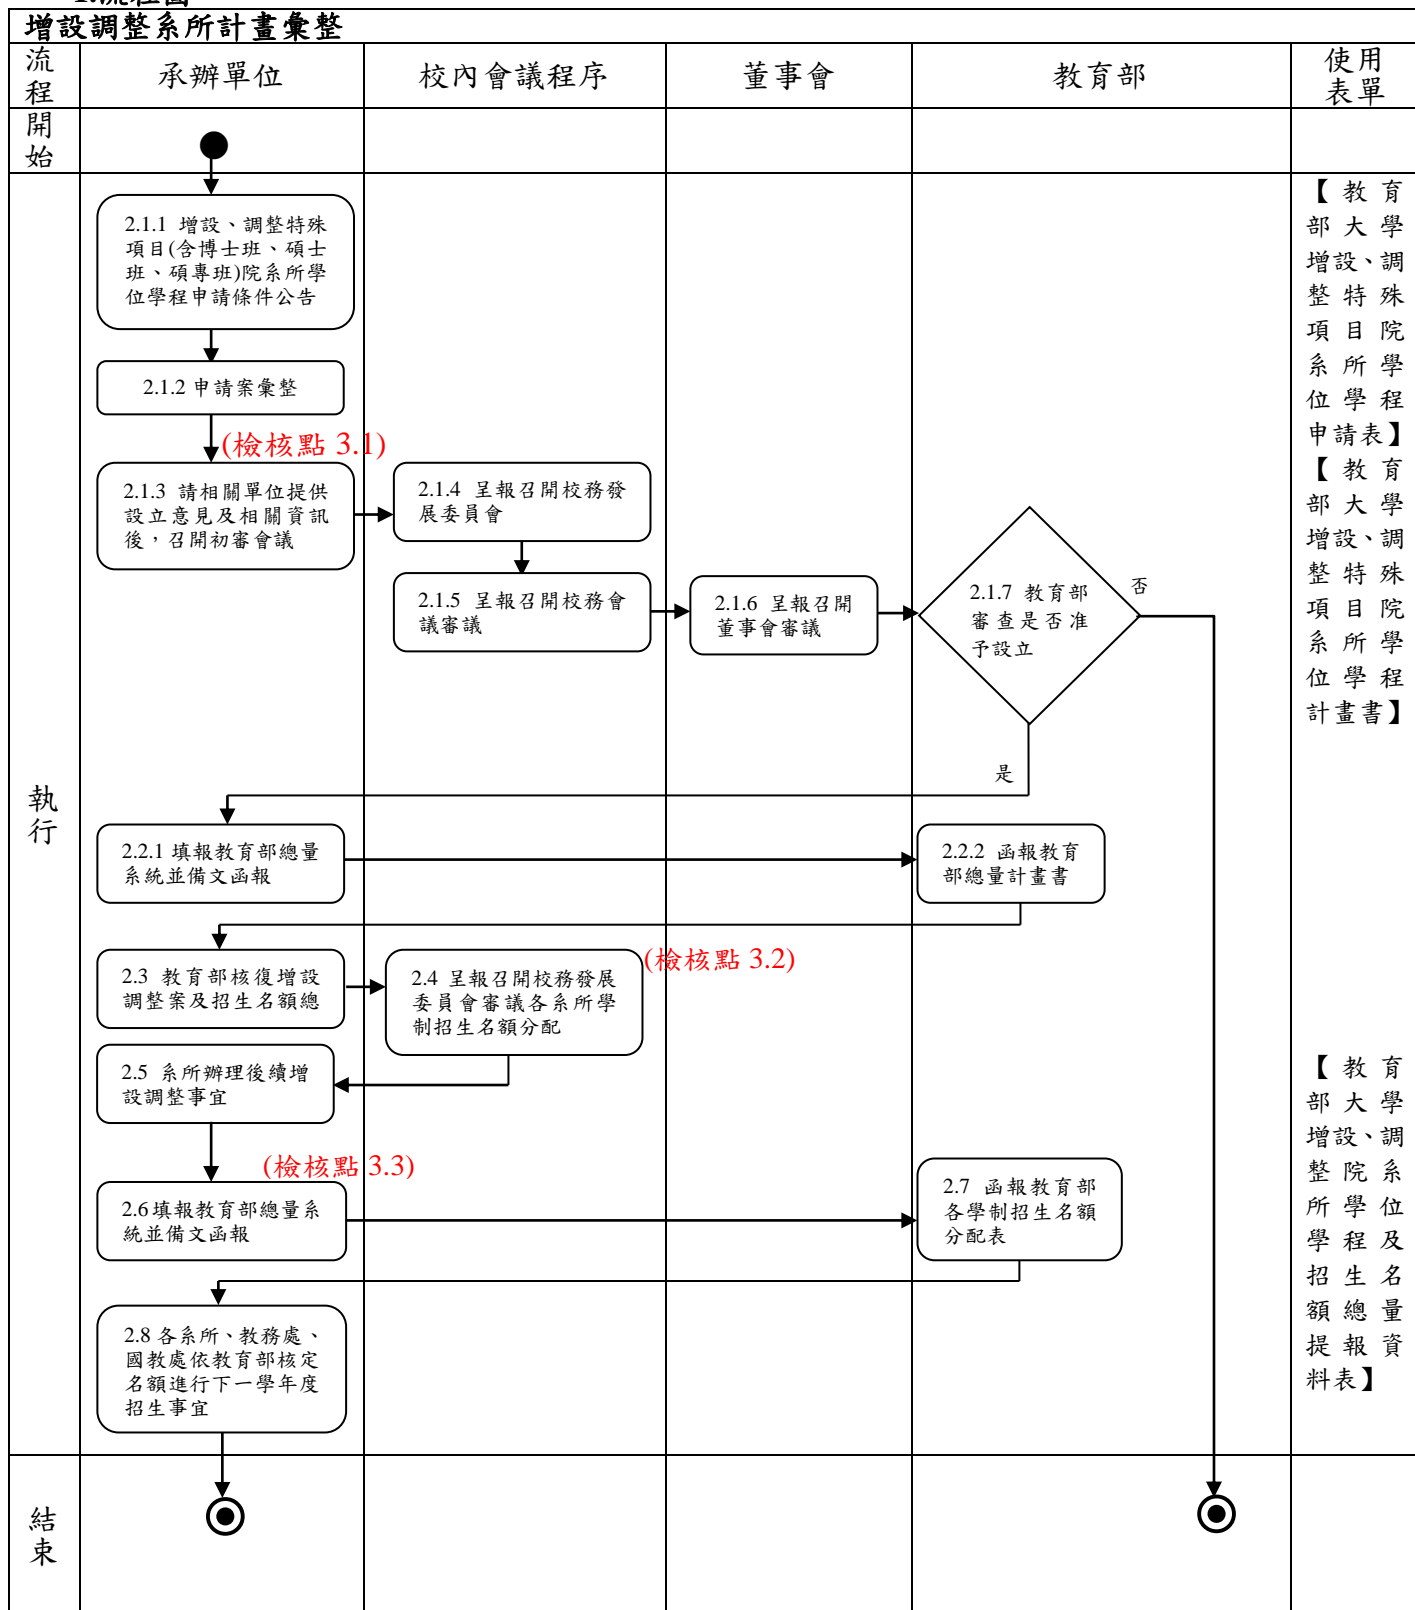 1.流程圖
增設調整系所計畫彙整
流
程
承辦單位
校內會議程序
董事會
教育部
使用
表單
開
始
2.1.1 增設、調整特殊
項目(含博士班、碩士
班、碩專班)院系所學
位學程申請條件公告
2.1.2 申請案彙整
(檢核點 3.1)
2.1.3 請相關單位提供
設立意見及相關資訊
後，召開初審會議
2.1.4 呈報召開校務發
展委員會
2.1.5 呈報召開校務會
議審議
2.1.6 呈報召開
董事會審議
2.1.7 教育部
審查是否准
予設立
否
是
執
行
2.2.1 填報教育部總量
系統並備文函報
2.2.2 函報教育
部總量計畫書
2.3 教育部核復增設
調整案及招生名額總
2.4 呈報召開校務發展
委員會審議各系所學
制招生名額分配
(檢核點 3.2)
2.5 系所辦理後續增
設調整事宜
(檢核點 3.3)
2.6填報教育部總量系
統並備文函報
2.7 函報教育部
各學制招生名額
分配表
2.8 各系所、教務處、
國教處依教育部核定
名額進行下一學年度
招生事宜
【教育
部大學
增設、調
整特殊
項目院
系所學
位學程
申請表】
【教育
部大學
增設、調
整特殊
項目院
系所學
位學程
計畫書】
【教育
部大學
增設、調
整院系
所學位
學程及
招生名
額總量
提報資
料表】
結
束